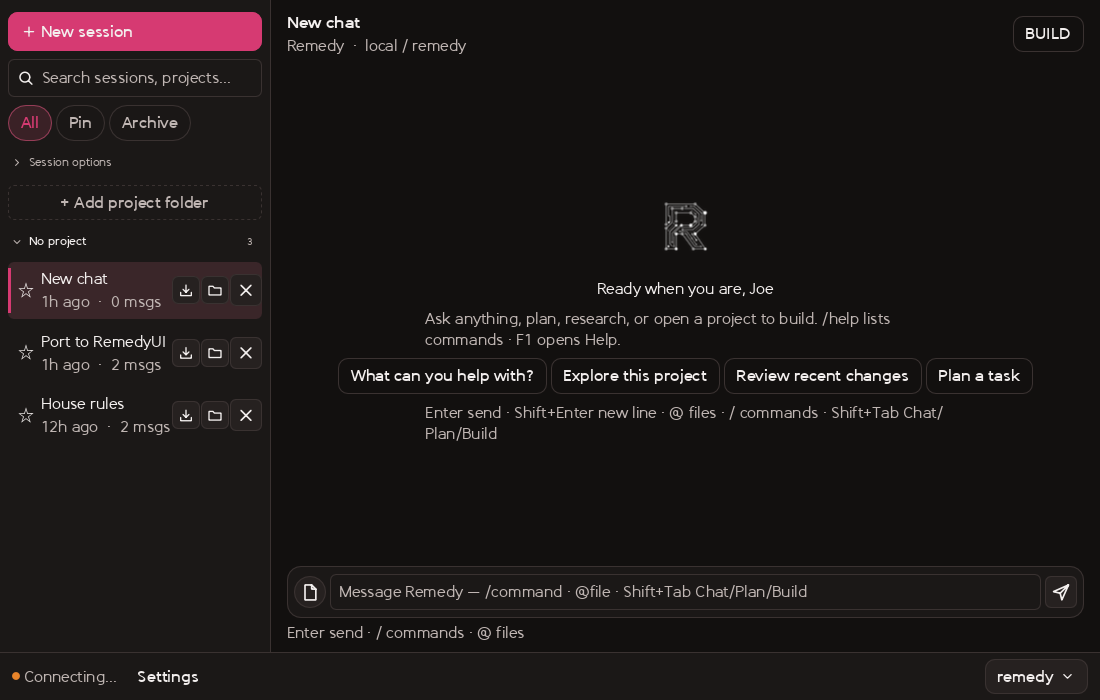 + New session
Search sessions, projects...
All
Pin
Archive
Session options
+ Add project folder
No project
3
New chat
1h ago · 0 msgs
Port to RemedyUI
1h ago · 2 msgs
House rules
12h ago · 2 msgs
New chat
Remedy · local / remedy
BUILD
R
Ready when you are, Joe
Ask anything, plan, research, or open a project to build. /help lists
commands · F1 opens Help.
What can you help with?
Explore this project
Review recent changes
Plan a task
Enter send · Shift+Enter new line · @ files · / commands · Shift+Tab Chat/
Plan/Build
Message Remedy — /command · @file · Shift+Tab Chat/Plan/Build
Enter send · / commands · @ files
Connecting...
Settings
remedy